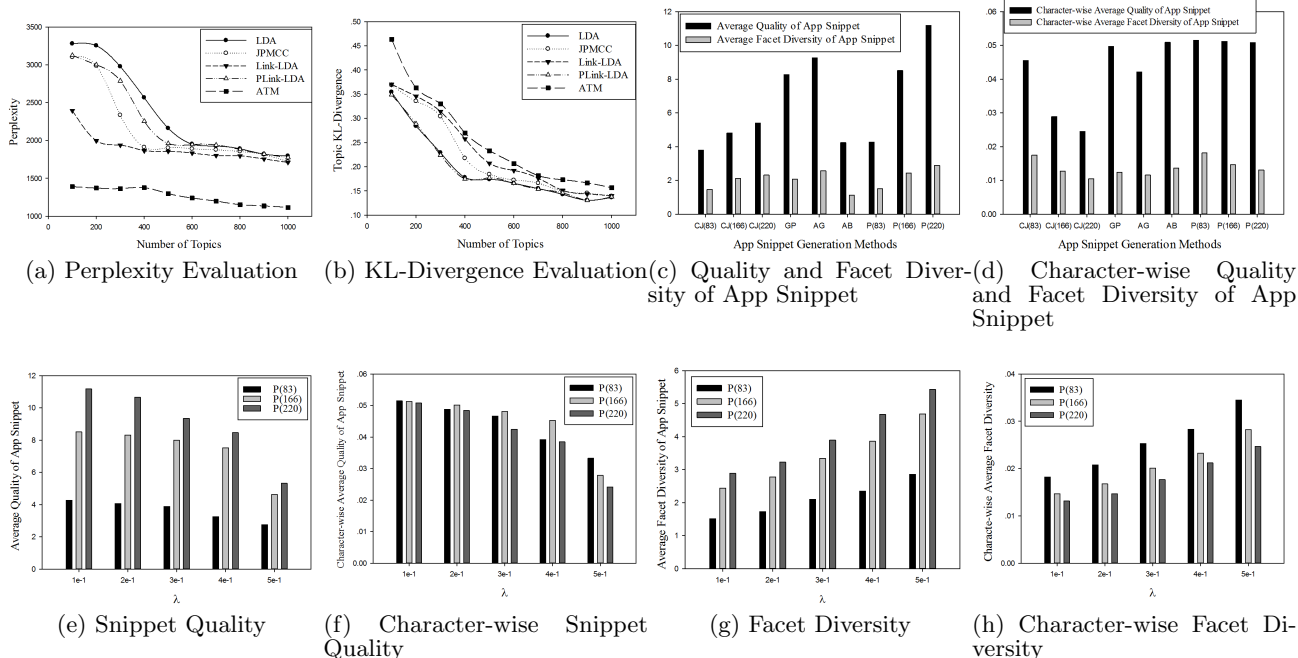 3500
3000
2500
2000
1500
1000
Perplexity
LDA
JPMCC
Link-LDA
PLink-LDA
ATM
0 200 400 600 800 1000
Number of Topics
(a) Perplexity Evaluation
.50
.45
.40
.35
.30
.25
.20
.15
.10
Topic KL-Divergence
LDA
JPMCC
Link-LDA
PLink-LDA
ATM
0 200 400 600 800 1000
Number of Topics
(b) KL-Divergence Evaluation
12
10
8
6
4
2
0
Average Quality of App Snippet
Average Facet Diversity of App Snippet
CJ(83) CJ(166) CJ(220) GP AG AB P(83) P(166) P(220)
App Snippet Generation Methods
(c) Quality and Facet Diver-
sity of App Snippet
.06
.05
.04
.03
.02
.01
0.00
Character-wise Average Quality of App Snippet
Character-wise Average Facet Diversity of App Snippet
CJ(83) CJ(166) CJ(220) GP AG AB P(83) P(166) P(220)
App Snippet Generation Methods
(d) Character-wise Quality
and Facet Diversity of App
Snippet
12
10
8
6
4
2
0
Average Quality of App Snippet
P(83)
P(166)
P(220)
1e-1 2e-1 3e-1 4e-1 5e-1
λ
(e) Snippet Quality
.06
.05
.04
.03
.02
.01
0.00
Character-wise Average Quality of App Snippet
P(83)
P(166)
P(220)
1e-1 2e-1 3e-1 4e-1 5e-1
λ
(f) Character-wise Snippet
Quality
6
5
4
3
2
1
0
Average Facet Diversity of App Snippet
P(83)
P(166)
P(220)
1e-1 2e-1 3e-1 4e-1 5e-1
λ
(g) Facet Diversity
.04
.03
.02
.01
0.00
Characte-wise Average Facet Diversity
P(83)
P(166)
P(220)
1e-1 2e-1 3e-1 4e-1 5e-1
λ
(h) Character-wise Facet Di-
versity